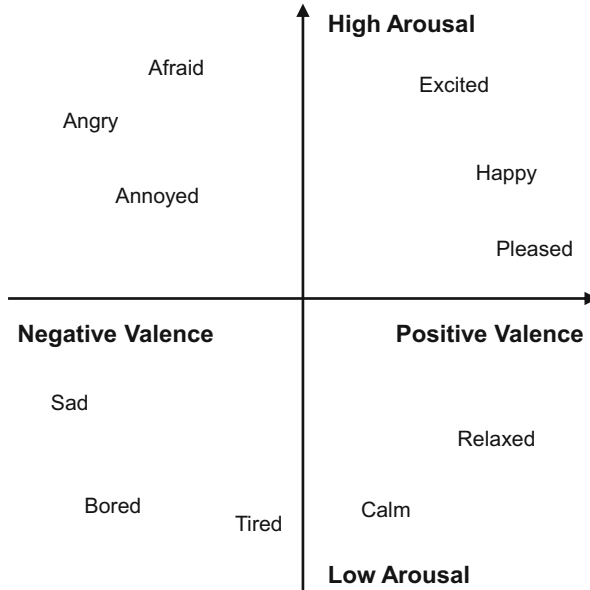 High Arousal
Afraid
Excited
Angry
Happy
Annoyed
Pleased
Negative Valence
Positive Valence
Sad
Relaxed
Bored
Calm
Tired
Low Arousal